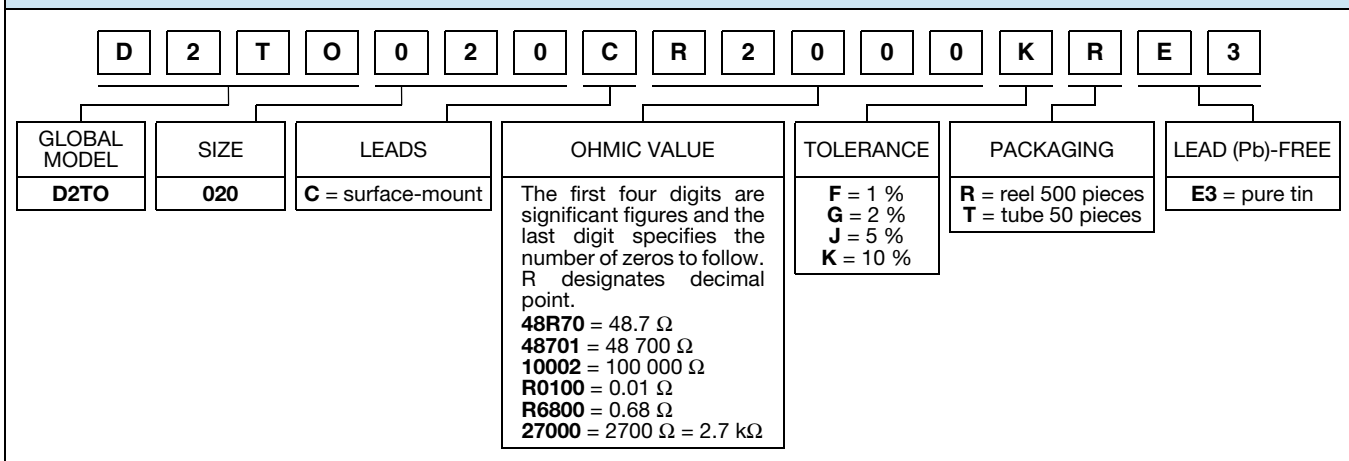 D 2 T O 0 2 0 C R 2 0 0 0 K R E 3
GLOBAL
MODEL
D2TO
SIZE
020
LEADS
C = surface-mount
OHMIC VALUE
The first four digits are
significant figures and the
last digit specifies the
number of zeros to follow.
R designates decimal
point.
48R70 = 48.7 Ω
48701 = 48 700 Ω
10002 = 100 000 Ω
R0100 = 0.01 Ω
R6800 = 0.68 Ω
27000 = 2700 Ω = 2.7 kΩ
TOLERANCE
F = 1 %
G = 2 %
J = 5 %
K = 10 %
PACKAGING
R = reel 500 pieces
T = tube 50 pieces
LEAD (Pb)-FREE
E3 = pure tin